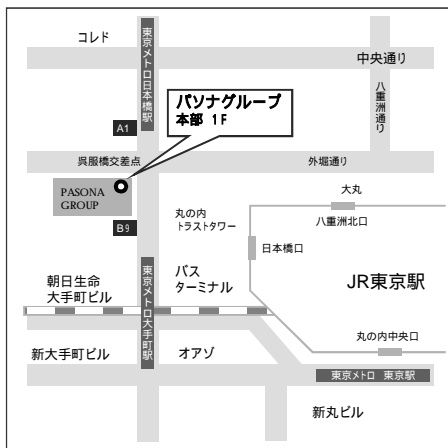 コレド
東京メトロ日本橋駅
中央通り
八重洲通り
パソナグループ
本部 1F
A1
呉服橋交差点
外堀通り
PASONA
GROUP
大丸
丸の内
トラストタワー
八重洲北口
B9
日本橋口
朝日生命
大手町ビル
東京メトロ大手町駅
バス
ターミナル
JR東京駅
丸の内中央口
新大手町ビル
オアゾ
東京メトロ 東京駅
新丸ビル